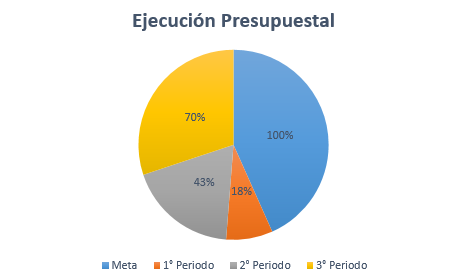 Ejecución Presupuestal
100%
70%
43%
18%
Meta 1° Periodo 2° Periodo 3° Periodo